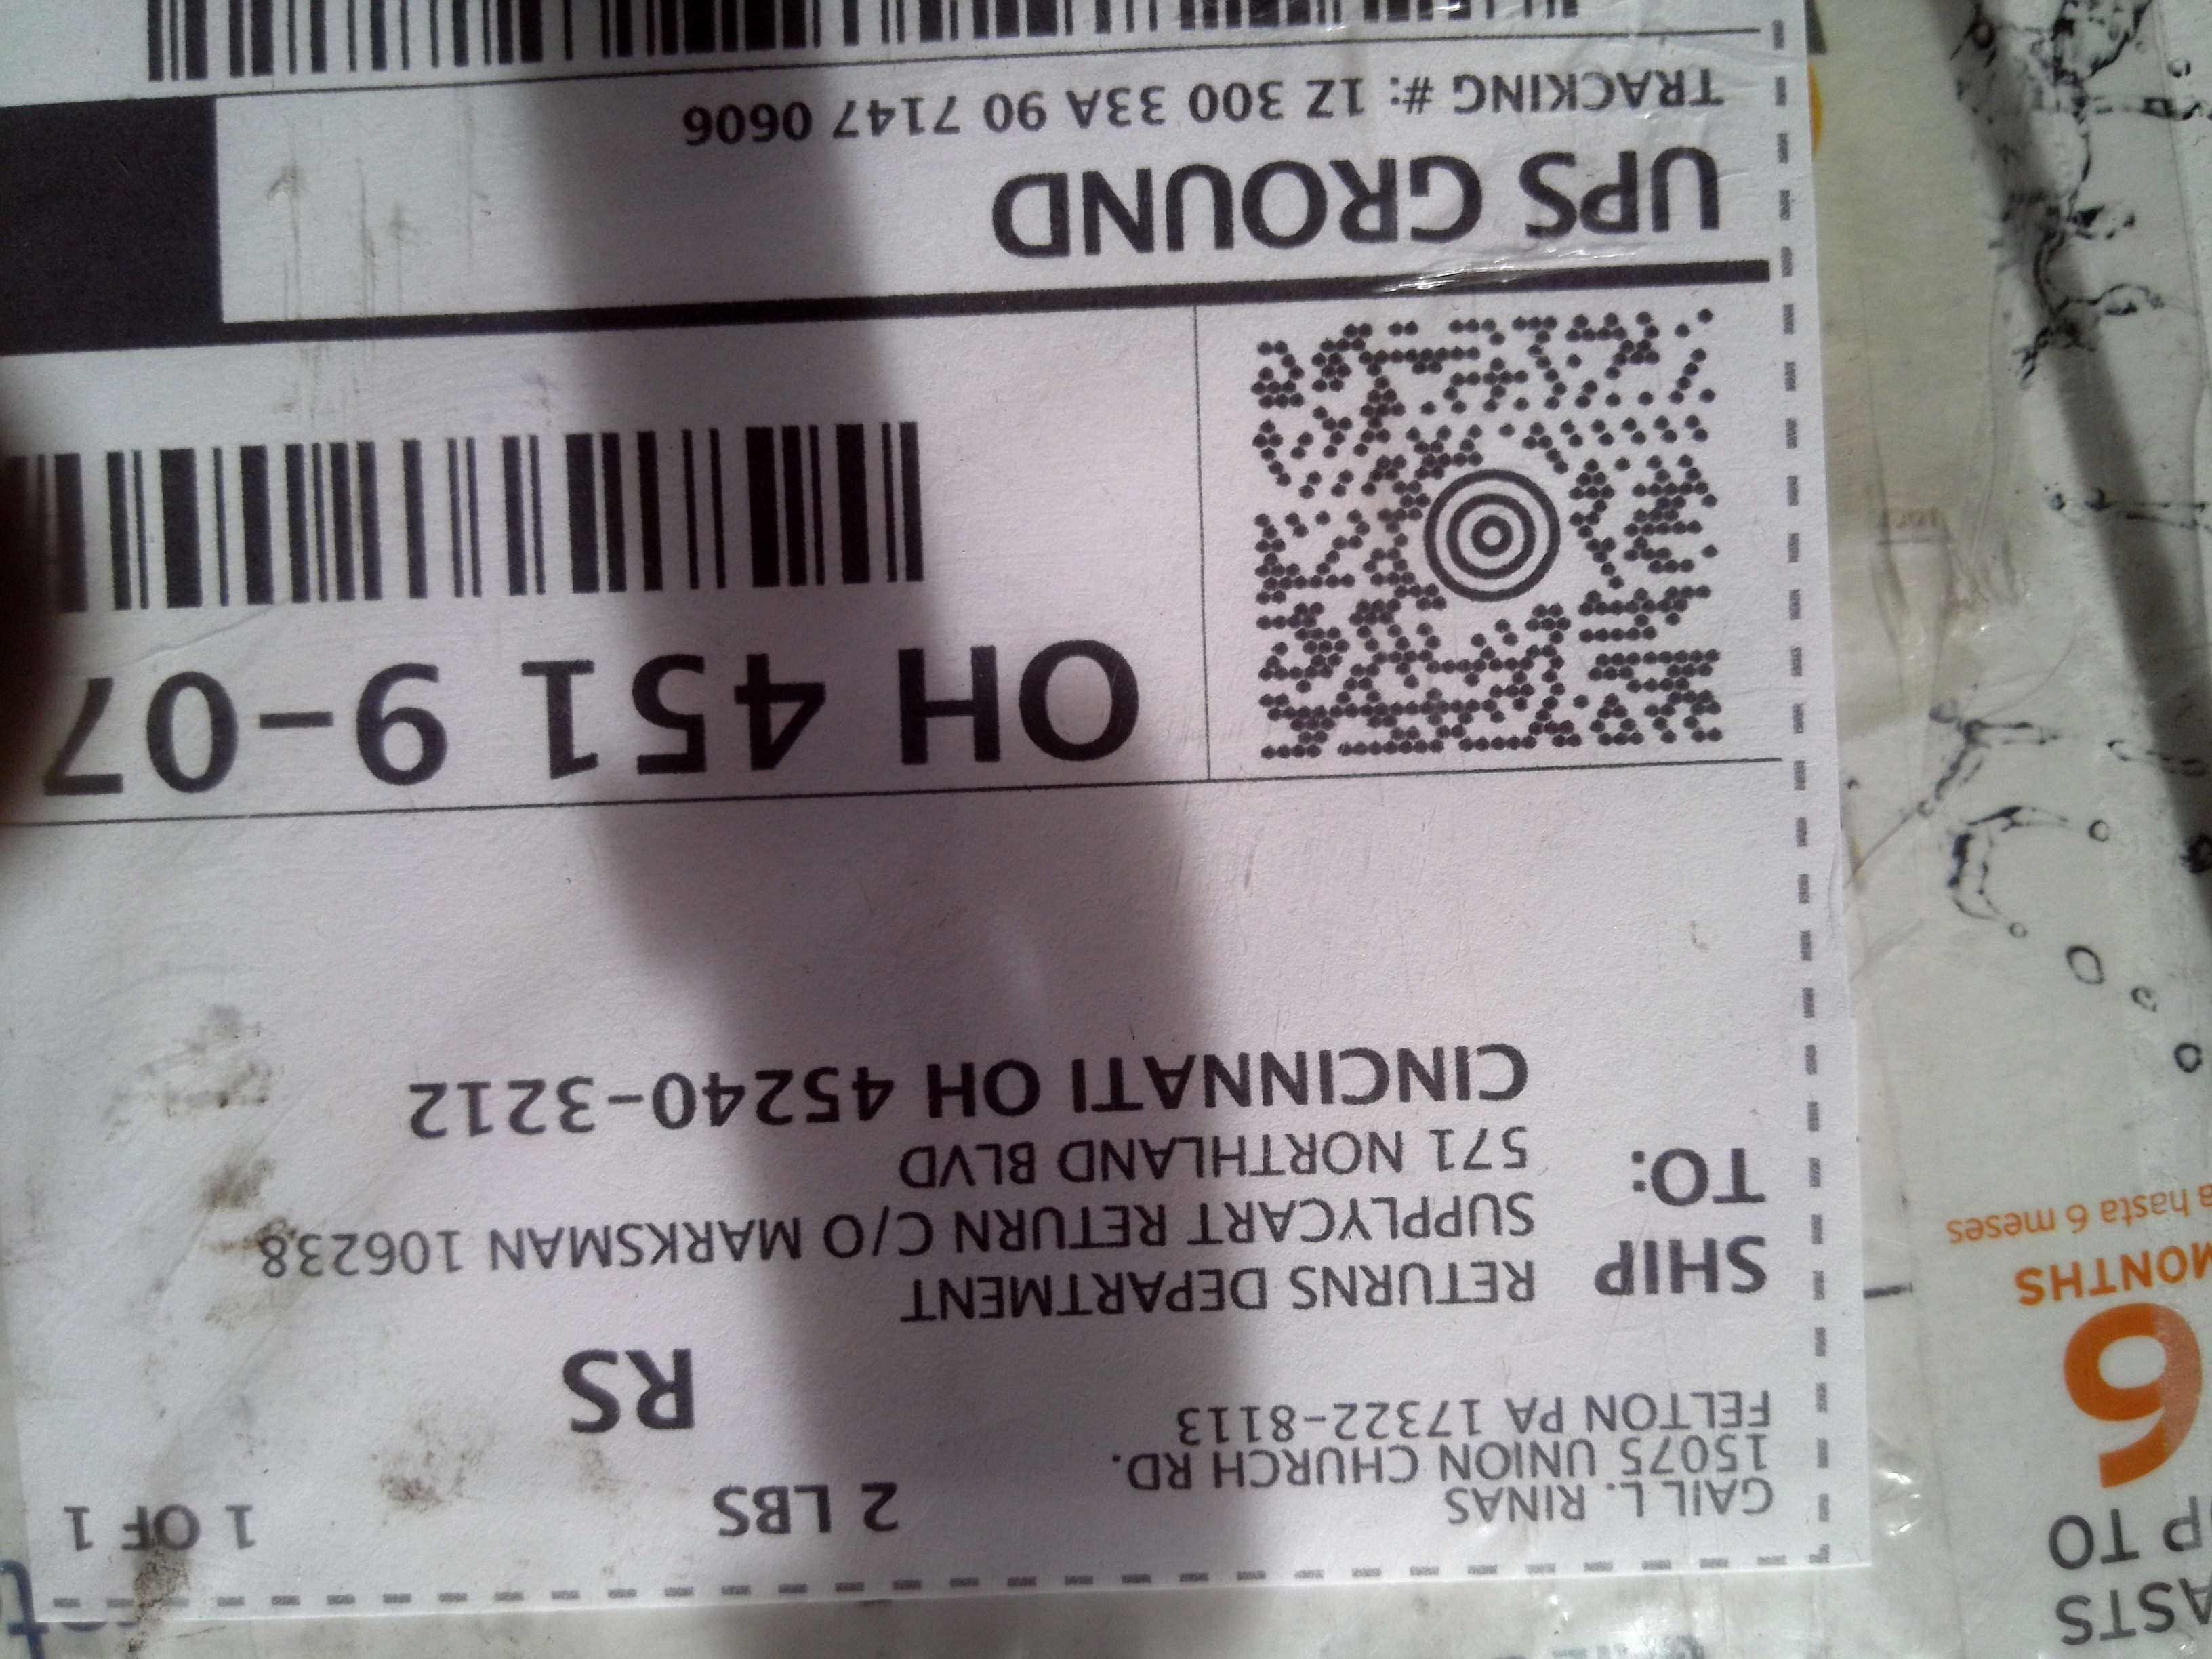 GAIL L. RINAS
15075 UNION CHURCH RD.
FELTON PA 17322-8113
2 LBS
1 OF 1
RS
SHIP
TO:
RETURNS DEPARTMENT
SUPPLYCART RETURN C/O MARKSMAN 106238
571 NORTHLAND BLVD
CINCINNATI OH 45240-3212
OH 451 9-07
UPS GROUND
TRACKING #: 1Z 300 33A 90 7147 0606
P TO
6
MONTHS
a hasta 6 meses